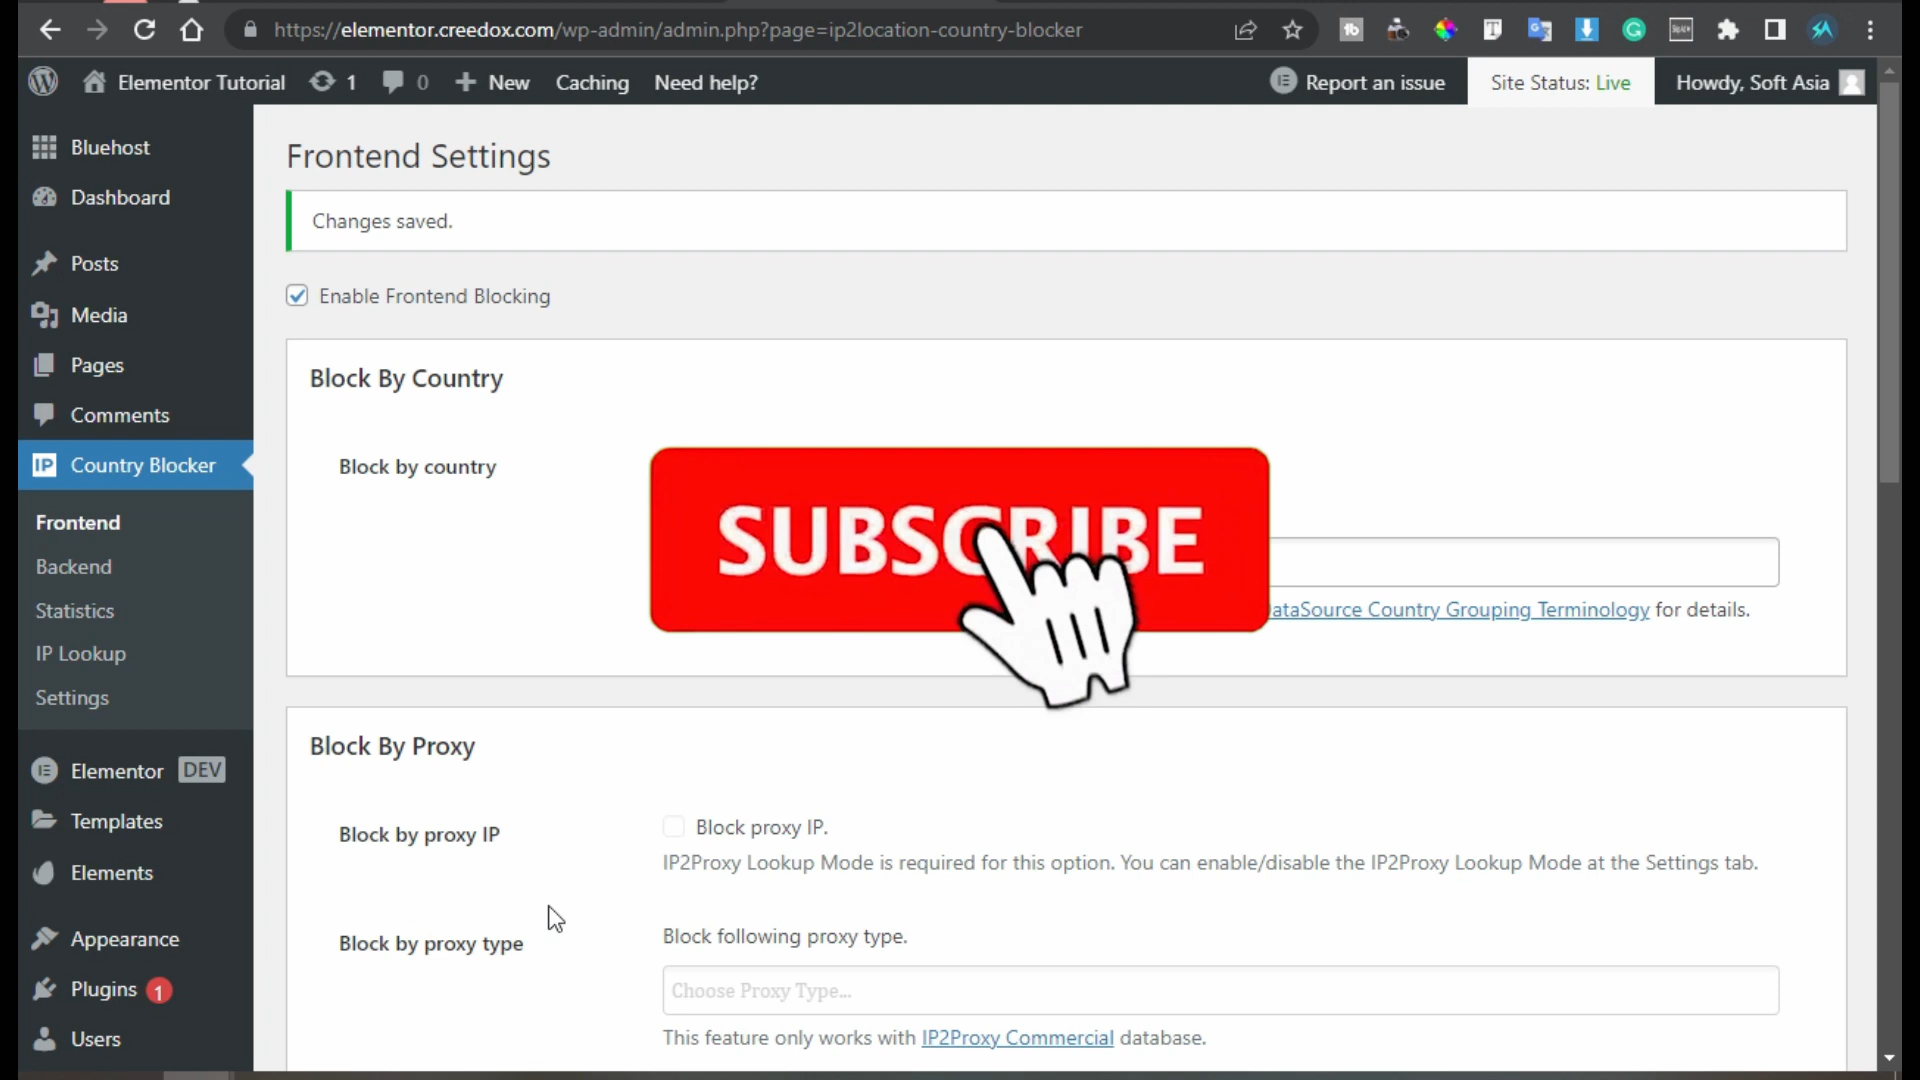 https://elementor.creedox.com/wp-admin/admin.php?page=ip2location-country-blocker
Elementor Tutorial 1 0 New Caching Need help? Report an issue Site Status: Live Howdy, Soft Asia
Bluehost
Dashboard
Posts
Media
Pages
Comments
IP Country Blocker
Frontend
Backend
Statistics
IP Lookup
Settings
Elementor DEV
Templates
Elements
Appearance
Plugins 1
Users
Frontend Settings
Changes saved.
Enable Frontend Blocking
Block By Country
Block by country
SUBSCRIBE
ataSource Country Grouping Terminology for details.
Block By Proxy
Block by proxy IP
Block proxy IP.
IP2Proxy Lookup Mode is required for this option. You can enable/disable the IP2Proxy Lookup Mode at the Settings tab.
Block by proxy type
Block following proxy type.
Choose Proxy Type...
This feature only works with IP2Proxy Commercial database.